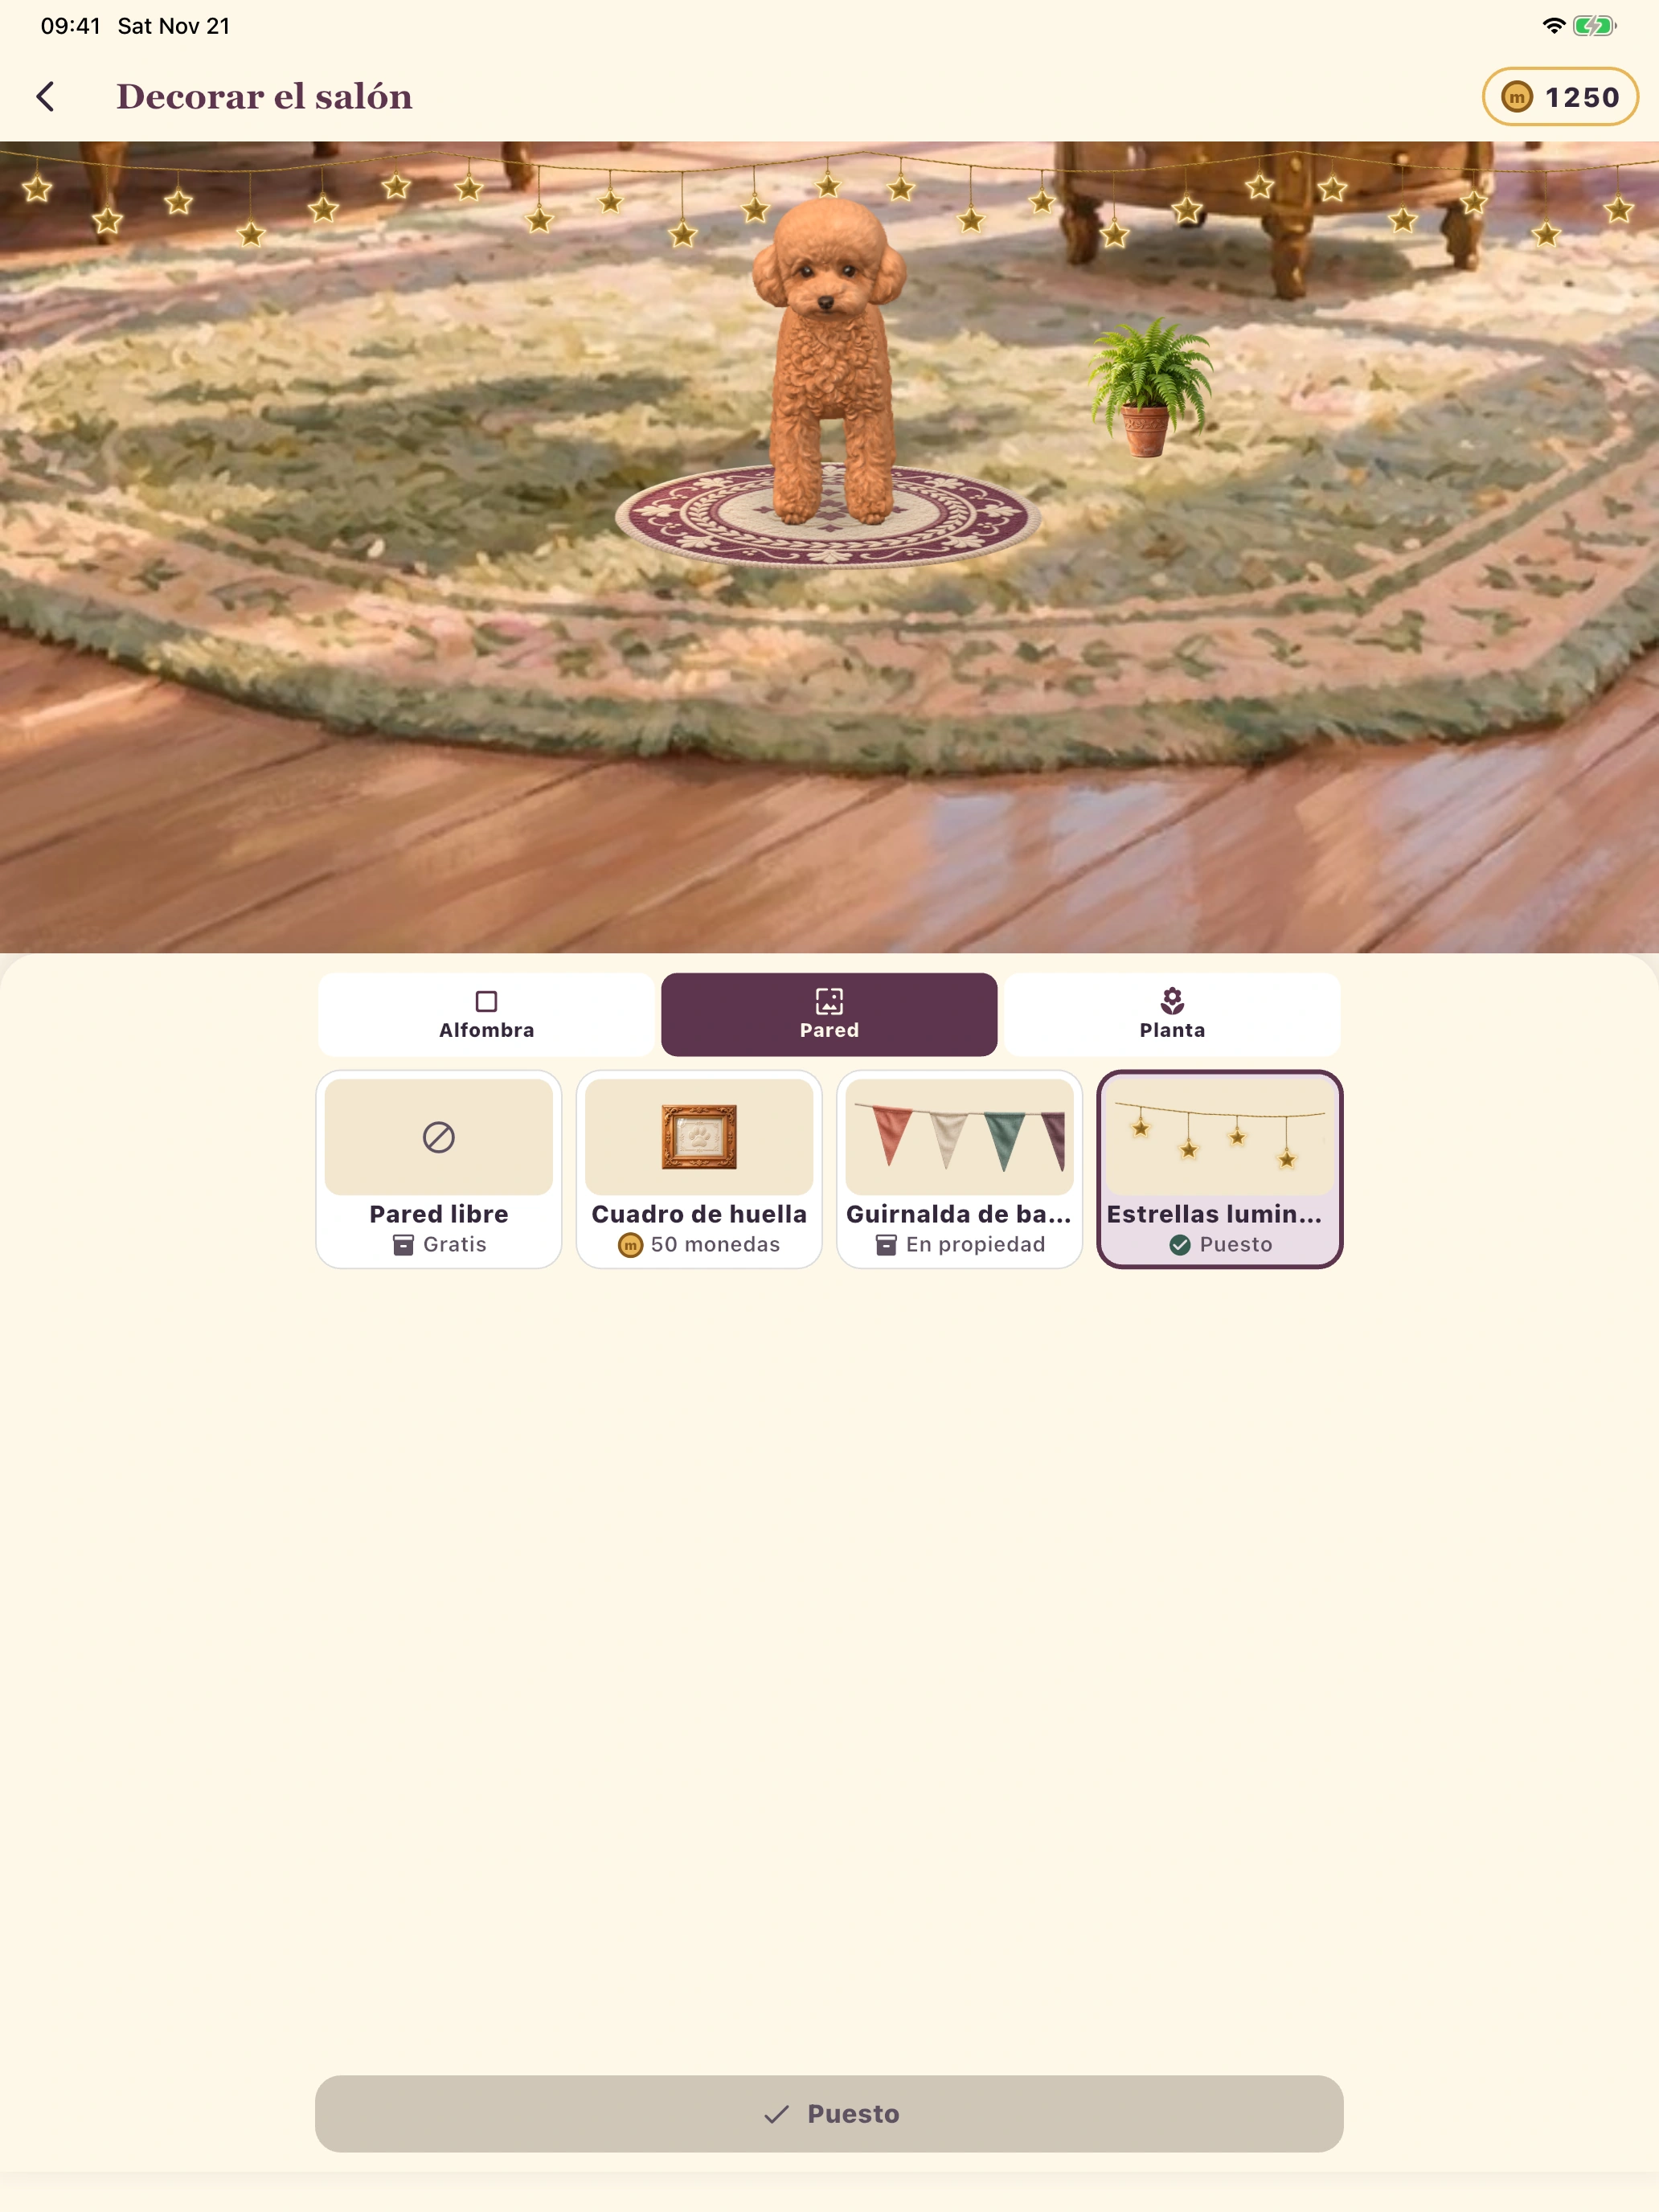 09:41 Sat Nov 21
Decorar el salón
m 1250
Alfombra
Pared
Planta
Pared libre
Gratis
Cuadro de huella
m 50 monedas
Guirnalda de ba...
En propiedad
Estrellas lumin...
Puesto
Puesto